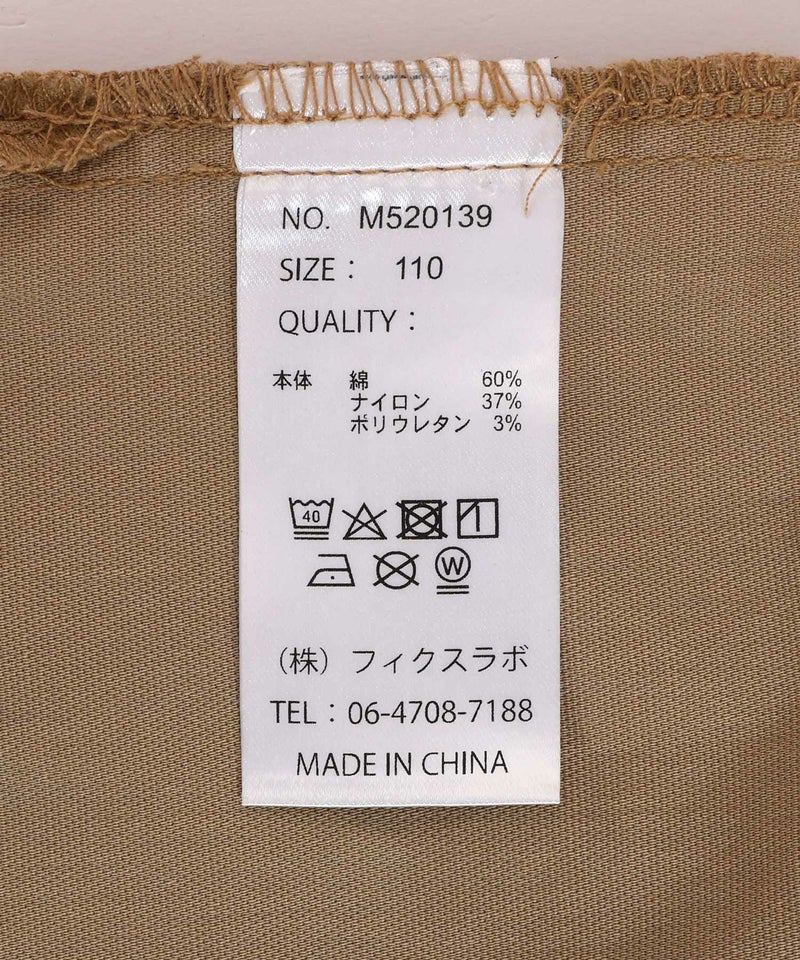 NO. M520139
SIZE： 110
QUALITY：
本体 綿 60%
ナイロン 37%
ポリウレタン 3%
40
W
（株）フィクスラボ
TEL：06-4708-7188
MADE IN CHINA